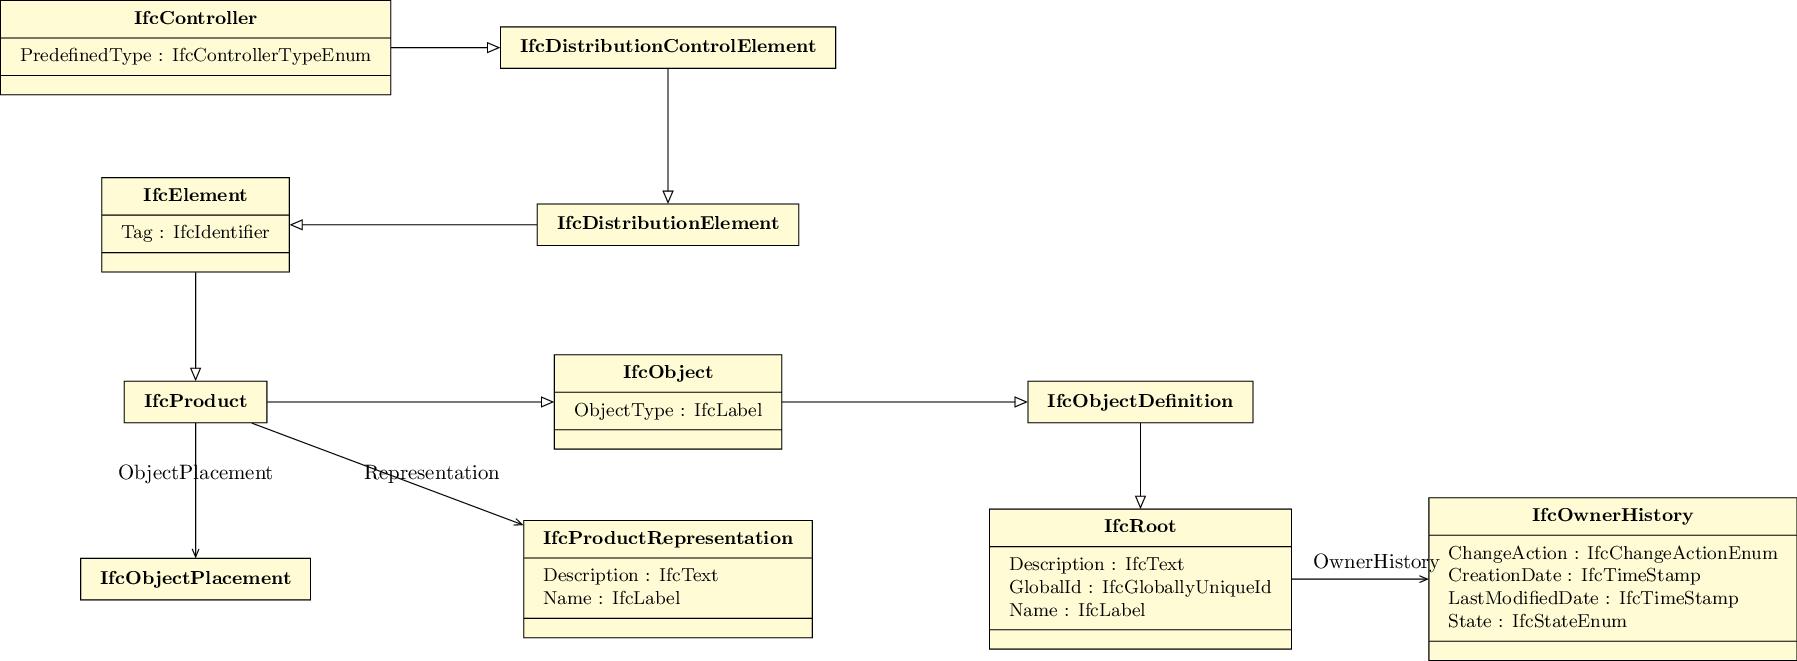 IfcController
PredefinedType : IfcControllerTypeEnum
IfcDistributionControlElement
IfcElement
Tag : IfcIdentifier
IfcDistributionElement
IfcProduct
IfcObject
ObjectType : IfcLabel
IfcObjectDefinition
ObjectPlacement
Representation
IfcObjectPlacement
IfcProductRepresentation
Description : IfcText
Name : IfcLabel
IfcRoot
Description : IfcText
GlobalId : IfcGloballyUniqueId
Name : IfcLabel
OwnerHistory
IfcOwnerHistory
ChangeAction : IfcChangeActionEnum
CreationDate : IfcTimeStamp
LastModifiedDate : IfcTimeStamp
State : IfcStateEnum